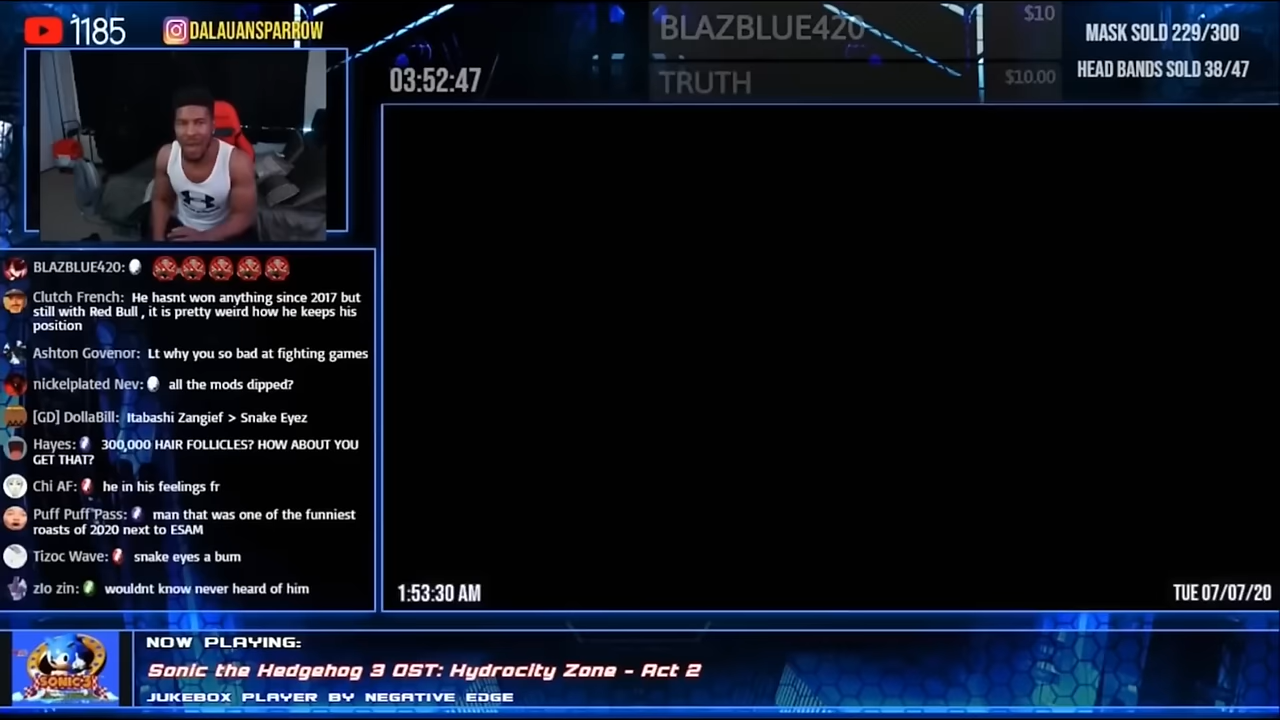 1185
DALAUANSPARROW
03:52:47
BLAZBLUE420 $10
TRUTH $10.00
MASK SOLD 229/300
HEAD BANDS SOLD 38/47
BLAZBLUE420:
Clutch French: He hasnt won anything since 2017 but
still with Red Bull , it is pretty weird how he keeps his
position
Ashton Govenor: Lt why you so bad at fighting games
nickelplated Nev: all the mods dipped?
[GD] DollaBill: Itabashi Zangief > Snake Eyez
Hayes: 300,000 HAIR FOLLICLES? HOW ABOUT YOU
GET THAT?
Chi AF: he in his feelings fr
Puff Puff Pass: man that was one of the funniest
roasts of 2020 next to ESAM
Tizoc Wave: snake eyes a bum
zlo zin: wouldnt know never heard of him
1:53:30 AM
TUE 07/07/20
NOW PLAYING:
Sonic the Hedgehog 3 OST: Hydrocity Zone - Act 2
JUKEBOX PLAYER BY NEGATIVE EDGE
SONIC 3